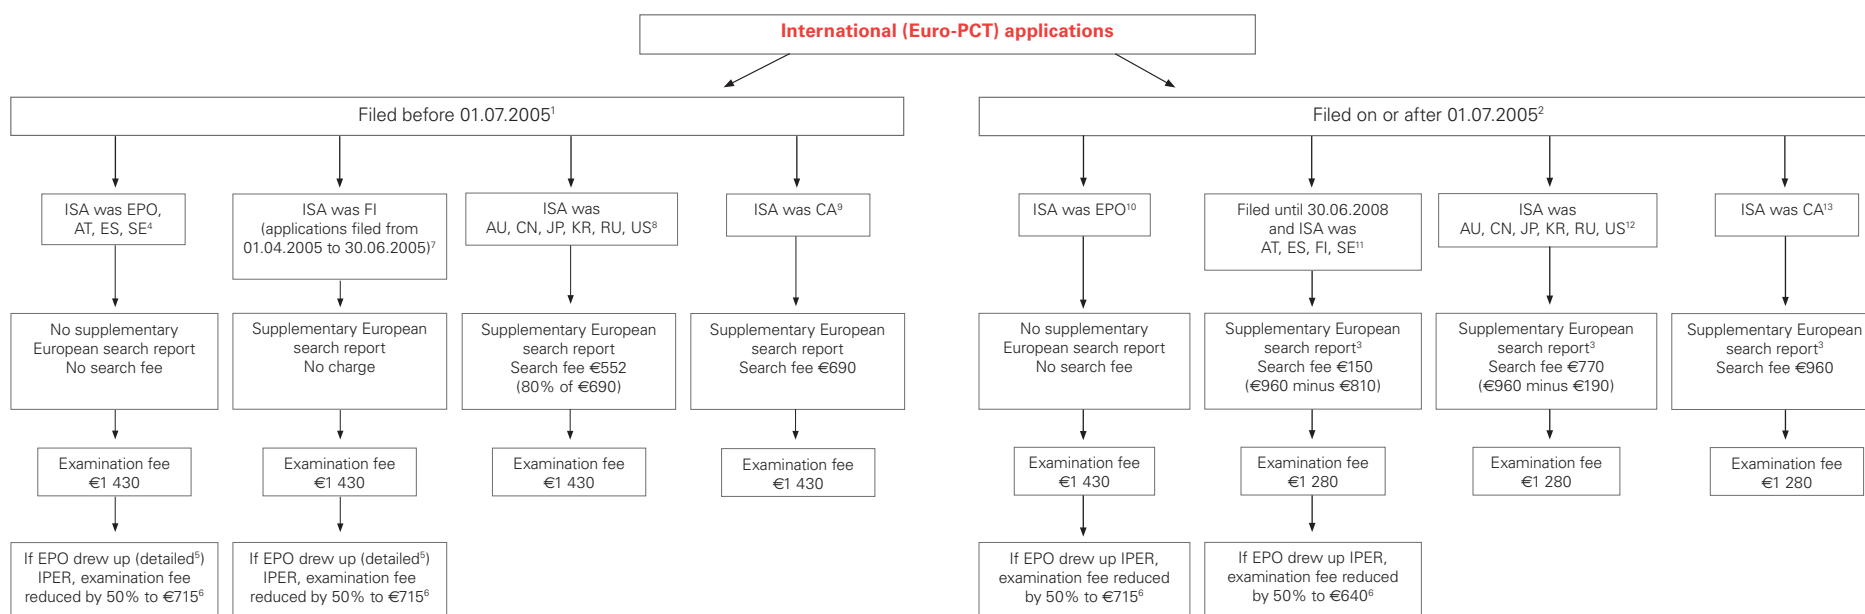 International (Euro-PCT) applications
Filed before 01.07.2005¹
Filed on or after 01.07.2005²
ISA was EPO,
AT, ES, SE⁴
ISA was FI
(applications filed from
01.04.2005 to 30.06.2005)⁷
ISA was
AU, CN, JP, KR, RU, US⁸
ISA was CA⁹
ISA was EPO¹⁰
Filed until 30.06.2008
and ISA was
AT, ES, FI, SE¹¹
ISA was
AU, CN, JP, KR, RU, US¹²
ISA was CA¹³
No supplementary
European search report
No search fee
Supplementary European
search report
No charge
Supplementary European
search report
Search fee €552
(80% of €690)
Supplementary European
search report
Search fee €690
No supplementary
European search report
No search fee
Supplementary European
search report³
Search fee €150
(€960 minus €810)
Supplementary European
search report³
Search fee €770
(€960 minus €190)
Supplementary European
search report³
Search fee €960
Examination fee
€1 430
Examination fee
€1 430
Examination fee
€1 430
Examination fee
€1 430
Examination fee
€1 430
Examination fee
€1 280
Examination fee
€1 280
Examination fee
€1 280
If EPO drew up (detailed⁵)
IPER, examination fee
reduced by 50% to €715⁶
If EPO drew up (detailed⁵)
IPER, examination fee
reduced by 50% to €715⁶
If EPO drew up IPER,
examination fee reduced
by 50% to €715⁶
If EPO drew up IPER,
examination fee reduced
by 50% to €640⁶